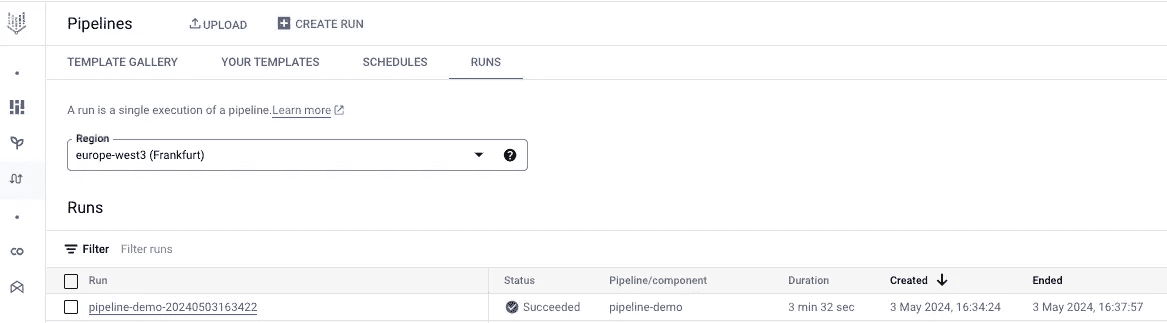 Pipelines UPLOAD CREATE RUN
TEMPLATE GALLERY YOUR TEMPLATES SCHEDULES RUNS
A run is a single execution of a pipeline.Learn more
Region
europe-west3 (Frankfurt)
Runs
Filter Filter runs
Run Status Pipeline/component Duration Created Ended
pipeline-demo-20240503163422 Succeeded pipeline-demo 3 min 32 sec 3 May 2024, 16:34:24 3 May 2024, 16:37:57